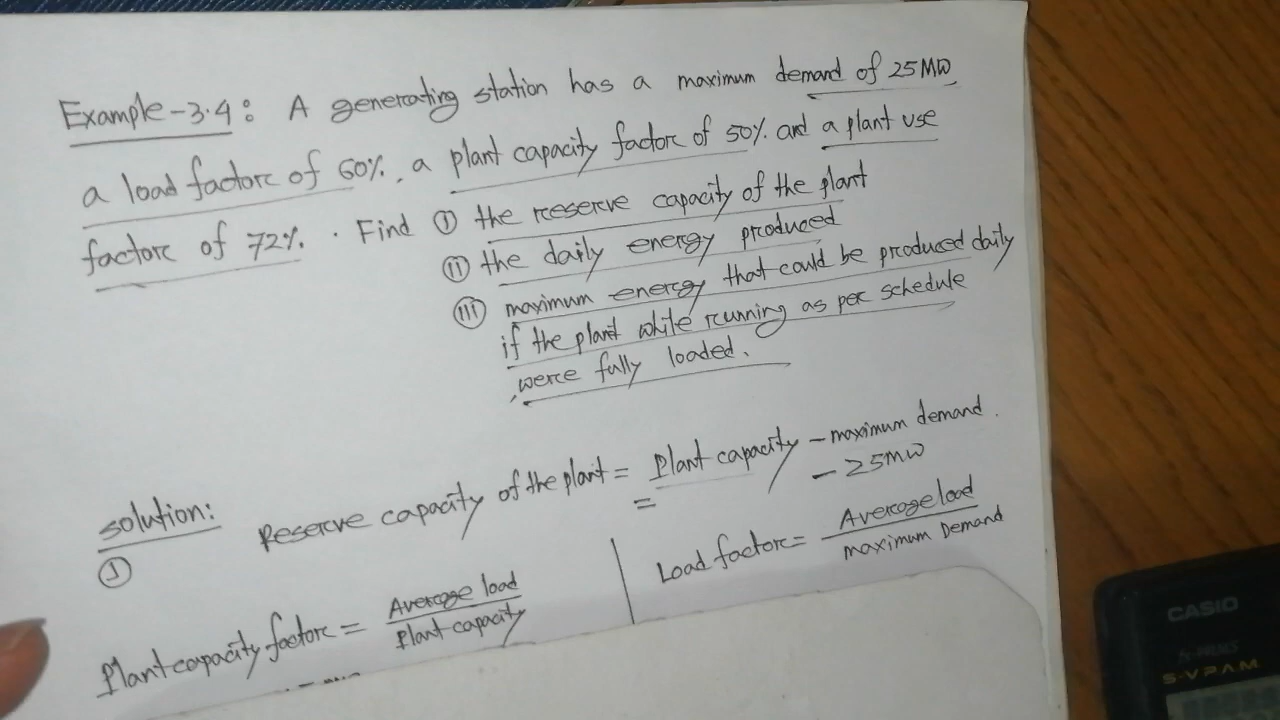 Example-3.4: A generating station has a maximum demand of 25MW
a load factor of 60%, a plant capacity factor of 50%. and a plant use
factor of 72%. . Find (I) the reserve capacity of the plant
(II) the daily energy produced
(III) maximum energy that could be produced daily
if the plant while running as per schedule
were fully loaded.
solution:
(I) Reserve capacity of the plant = Plant capacity - maximum demand.
= - 25MW
Plant capacity factor = Average load / Plant capacity
Load factor = Average load / maximum Demand
CASIO
S-V.P.A.M.